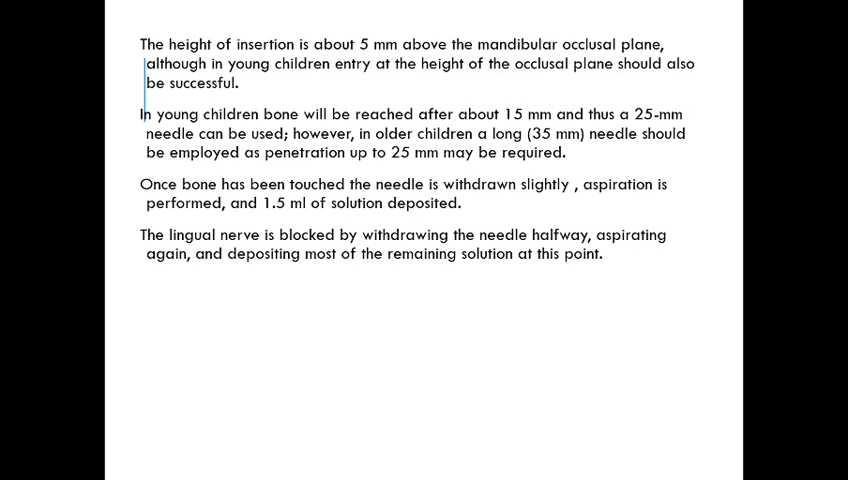 The height of insertion is about 5 mm above the mandibular occlusal plane,
although in young children entry at the height of the occlusal plane should also
be successful.
In young children bone will be reached after about 15 mm and thus a 25-mm
needle can be used; however, in older children a long (35 mm) needle should
be employed as penetration up to 25 mm may be required.
Once bone has been touched the needle is withdrawn slightly , aspiration is
performed, and 1.5 ml of solution deposited.
The lingual nerve is blocked by withdrawing the needle halfway, aspirating
again, and depositing most of the remaining solution at this point.